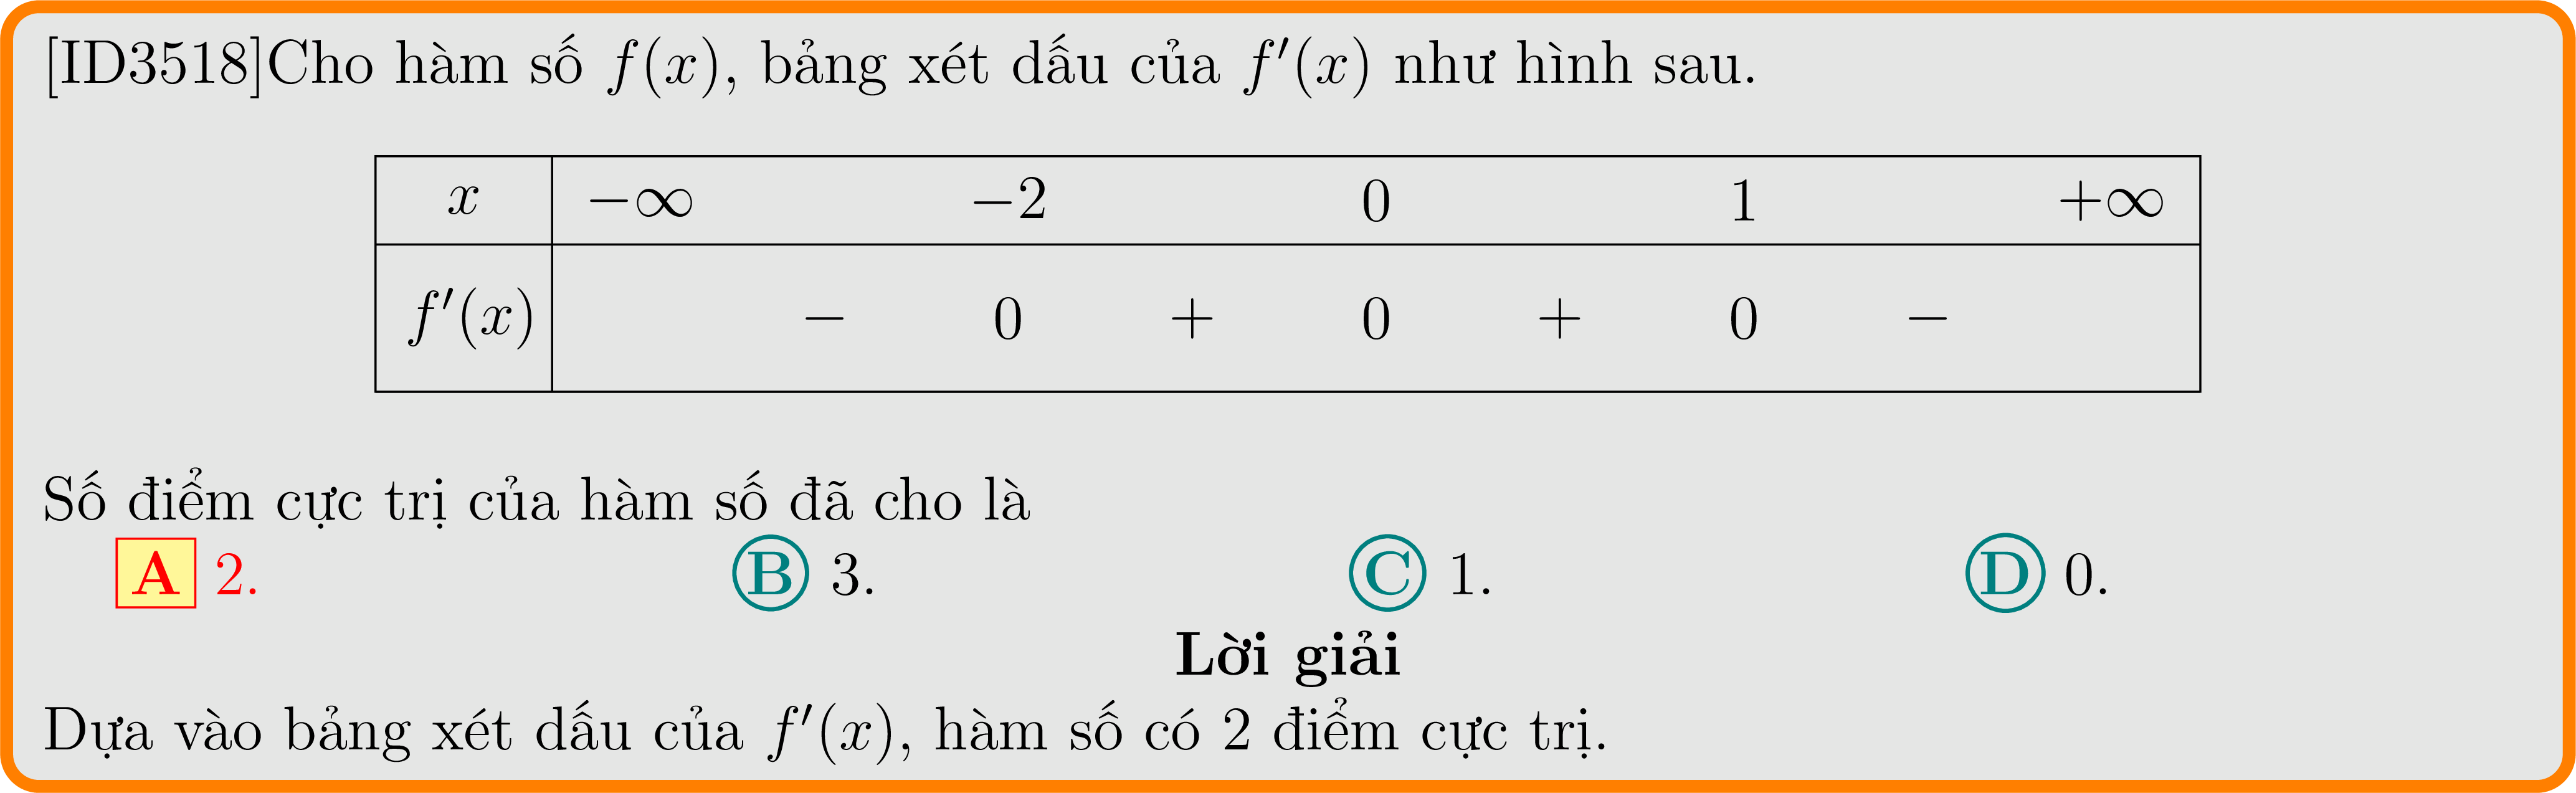 [ID3518]Cho hàm số f(x), bảng xét dấu của f′(x) như hình sau.
x −∞ −2 0 1 +∞
f′(x) − 0 + 0 + 0 −
Số điểm cực trị của hàm số đã cho là
A 2. B 3. C 1. D 0.
Lời giải
Dựa vào bảng xét dấu của f′(x), hàm số có 2 điểm cực trị.